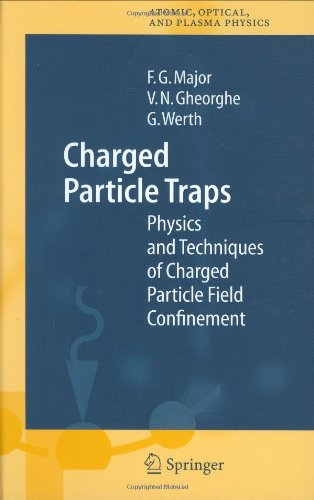 ATOMIC, OPTICAL,
AND PLASMA PHYSICS
F. G. Major
V. N. Gheorghe
G. Werth
Charged
Particle Traps
Physics
and Techniques
of Charged
Particle Field
Confinement
Springer